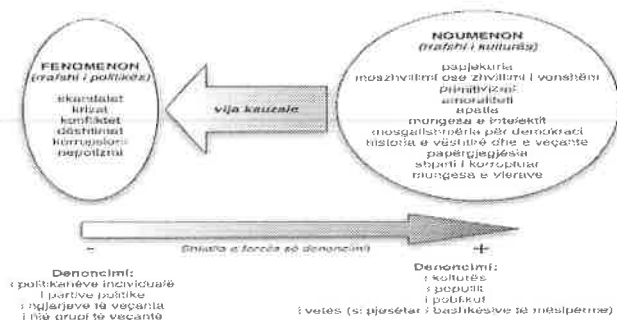 FENOMENON
(rrafshi i politikës)
skandalet
krizat
konfliktet
dështimet
korrupsioni
nepotizmi
vija kauzale
NOUMENON
(rrafshi i kulturës)
papjekuria
moszhvillimi ose zhvillimi i vonshëm
primitivizmi
amoraliteti
apatia
mungesa e intelektit
mosgatishmëria për demokraci
historia e vështirë dhe e veçante
papërgjegjësia
shpirti i korruptuar
mungesa e vlerave
-
Shkalla e forcës së denoncimit
+
Denoncimi:
i politikanëve individualë
i partive politike
i ngjarjeve të veçanta
i një grupi të veçantë
Denoncimi:
i kulturës
i popullit
i publikut
i vetes (si pjesëtar i bashkësive të mësipërme)